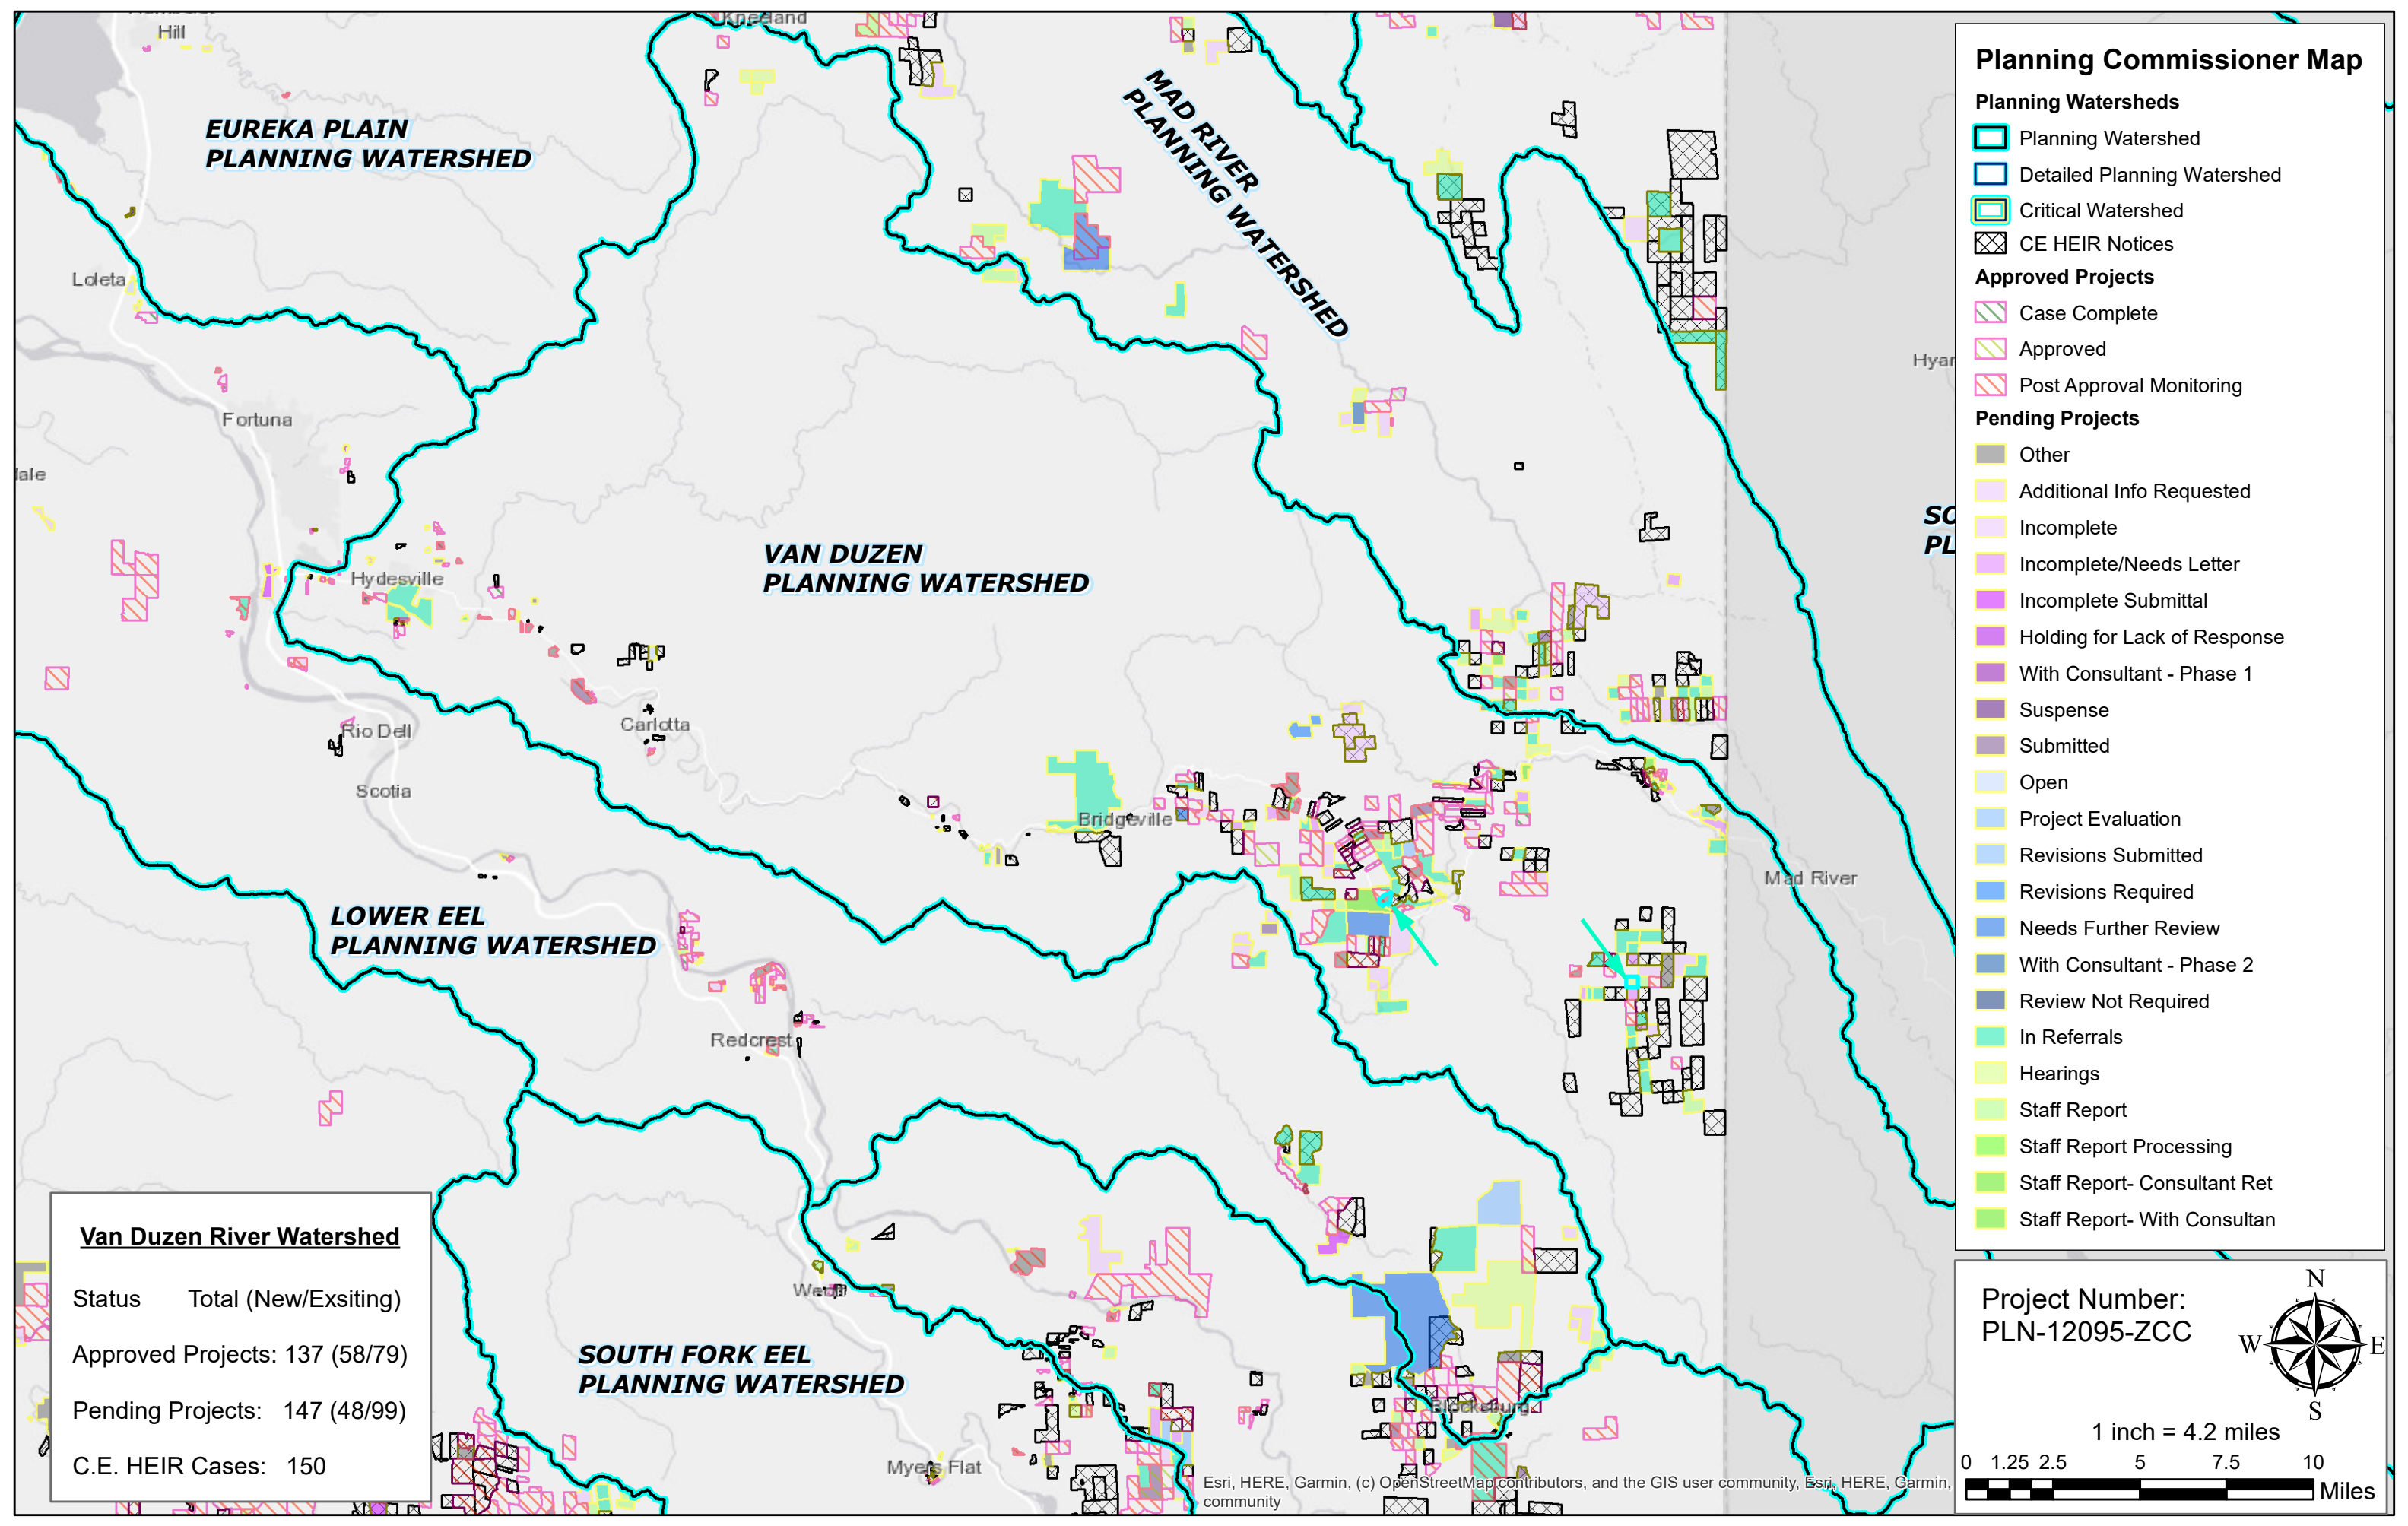 Hill
Kneeland
EUREKA PLAIN
PLANNING WATERSHED
MAD RIVER
PLANNING WATERSHED
Loleta
Fortuna
Hydesville
VAN DUZEN
PLANNING WATERSHED
Carlotta
Rio Dell
Scotia
Bridgeville
Mad River
LOWER EEL
PLANNING WATERSHED
Redcrest
SOUTH FORK EEL
PLANNING WATERSHED
Myers Flat
Blocksburg
Esri, HERE, Garmin, (c) OpenStreetMap contributors, and the GIS user community, Esri, HERE, Garmin,
community
Planning Commissioner Map
Planning Watersheds
Planning Watershed
Detailed Planning Watershed
Critical Watershed
CE HEIR Notices
Approved Projects
Case Complete
Approved
Post Approval Monitoring
Pending Projects
Other
Additional Info Requested
Incomplete
Incomplete/Needs Letter
Incomplete Submittal
Holding for Lack of Response
With Consultant - Phase 1
Suspense
Submitted
Open
Project Evaluation
Revisions Submitted
Revisions Required
Needs Further Review
With Consultant - Phase 2
Review Not Required
In Referrals
Hearings
Staff Report
Staff Report Processing
Staff Report- Consultant Ret
Staff Report- With Consultan
Van Duzen River Watershed
Status Total (New/Exsiting)
Approved Projects: 137 (58/79)
Pending Projects: 147 (48/99)
C.E. HEIR Cases: 150
Project Number:
PLN-12095-ZCC
N
W E
S
1 inch = 4.2 miles
0 1.25 2.5 5 7.5 10
Miles